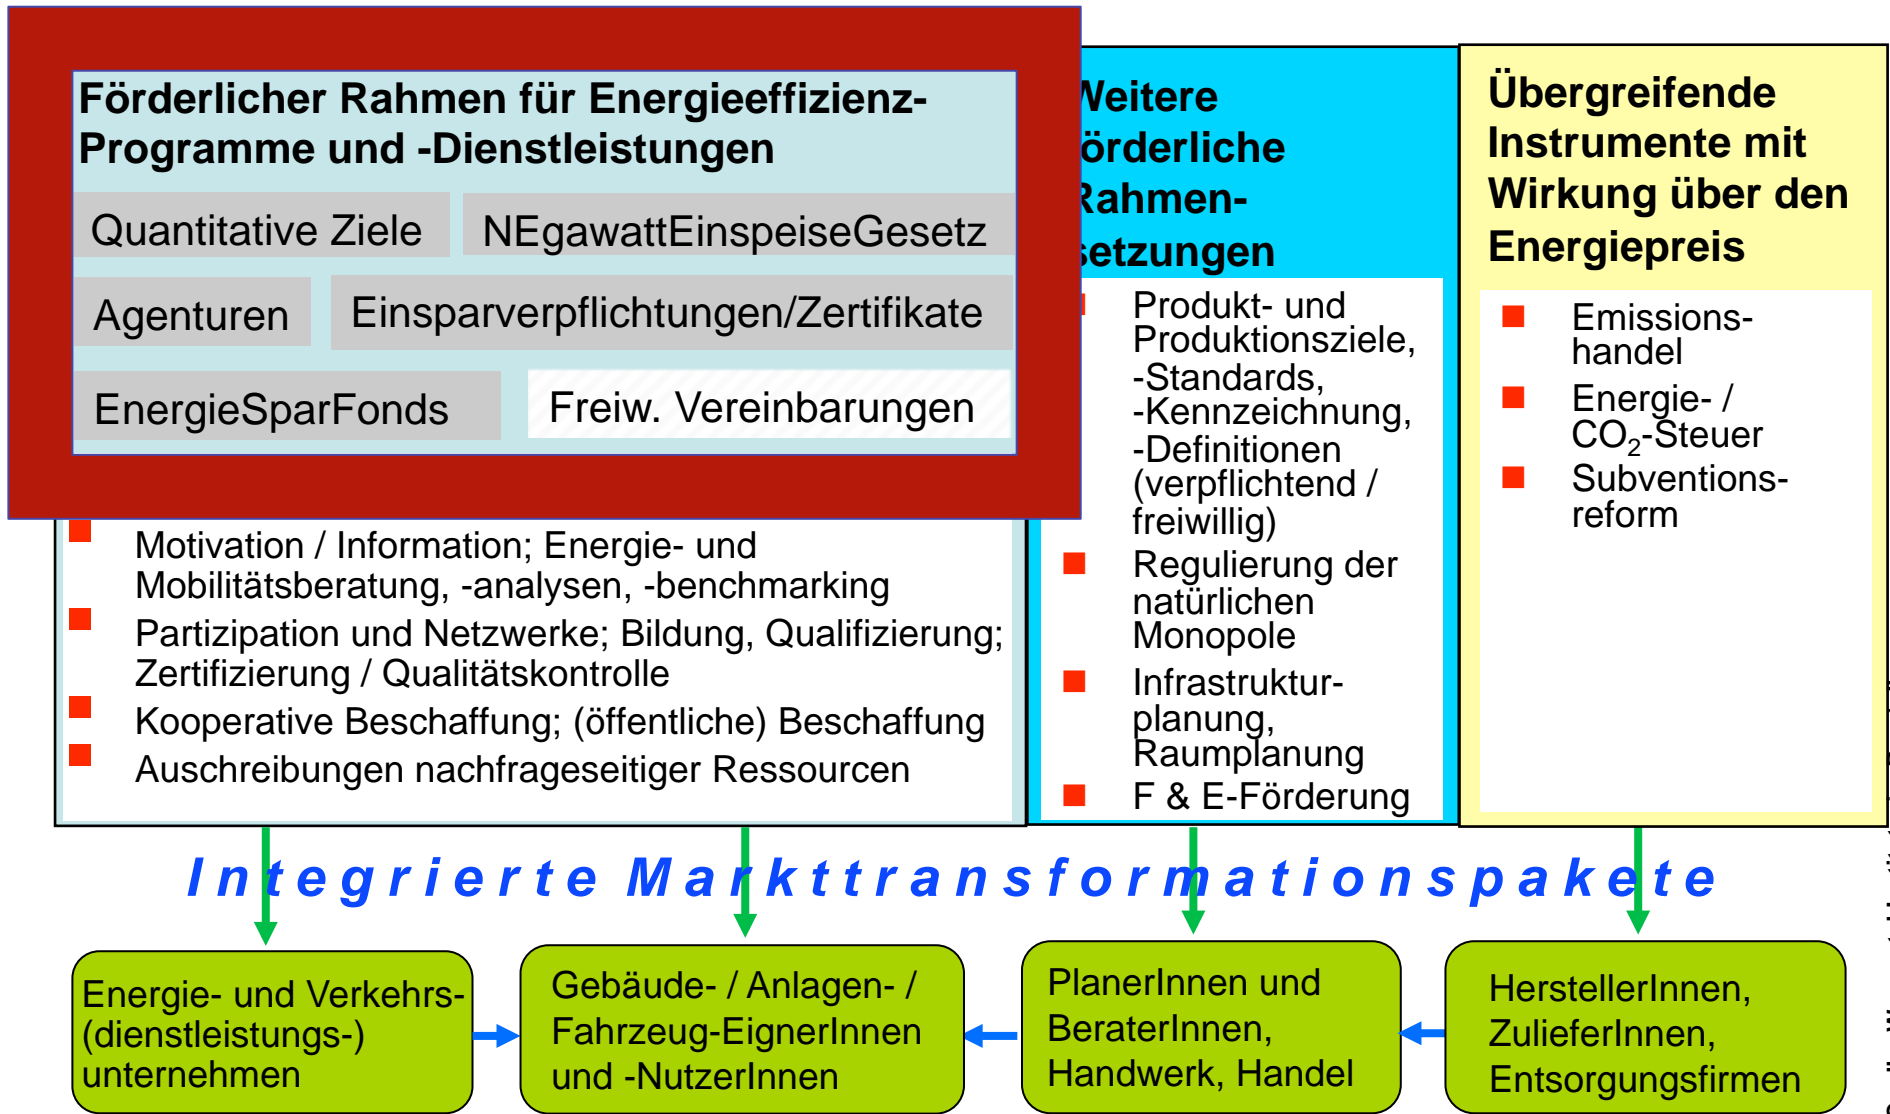 Förderlicher Rahmen für Energieeffizienz-
Programme und -Dienstleistungen
Quantitative Ziele
NEgawattEinspeiseGesetz
Agenturen
Einsparverpflichtungen/Zertifikate
EnergieSparFonds
Freiw. Vereinbarungen
Motivation / Information; Energie- und
Mobilitätsberatung, -analysen, -benchmarking
Partizipation und Netzwerke; Bildung, Qualifizierung;
Zertifizierung / Qualitätskontrolle
Kooperative Beschaffung; (öffentliche) Beschaffung
Auschreibungen nachfrageseitiger Ressourcen
Weitere
förderliche
Rahmen-
setzungen
Produkt- und
Produktionsziele,
-Standards,
-Kennzeichnung,
-Definitionen
(verpflichtend /
freiwillig)
Regulierung der
natürlichen
Monopole
Infrastruktur-
planung,
Raumplanung
F & E-Förderung
Übergreifende
Instrumente mit
Wirkung über den
Energiepreis
Emissions-
handel
Energie- /
CO₂-Steuer
Subventions-
reform
Integrierte Markttransformationspakete
Energie- und Verkehrs-
(dienstleistungs-)
unternehmen
Gebäude- / Anlagen- /
Fahrzeug-EignerInnen
und -NutzerInnen
PlanerInnen und
BeraterInnen,
Handwerk, Handel
HerstellerInnen,
ZulieferInnen,
Entsorgungsfirmen